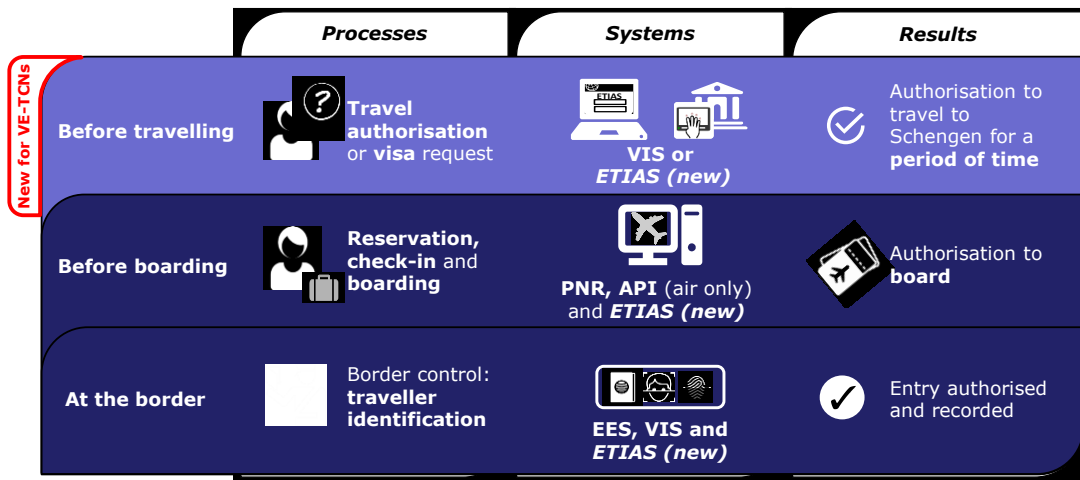 Processes
Systems
Results
New for VE-TCNs
Before travelling
Travel
authorisation
or visa request
ETIAS
VIS or
ETIAS (new)
Authorisation to
travel to
Schengen for a
period of time
Before boarding
Reservation,
check-in and
boarding
PNR, API (air only)
and ETIAS (new)
Authorisation to
board
At the border
Border control:
traveller
identification
EES, VIS and
ETIAS (new)
Entry authorised
and recorded